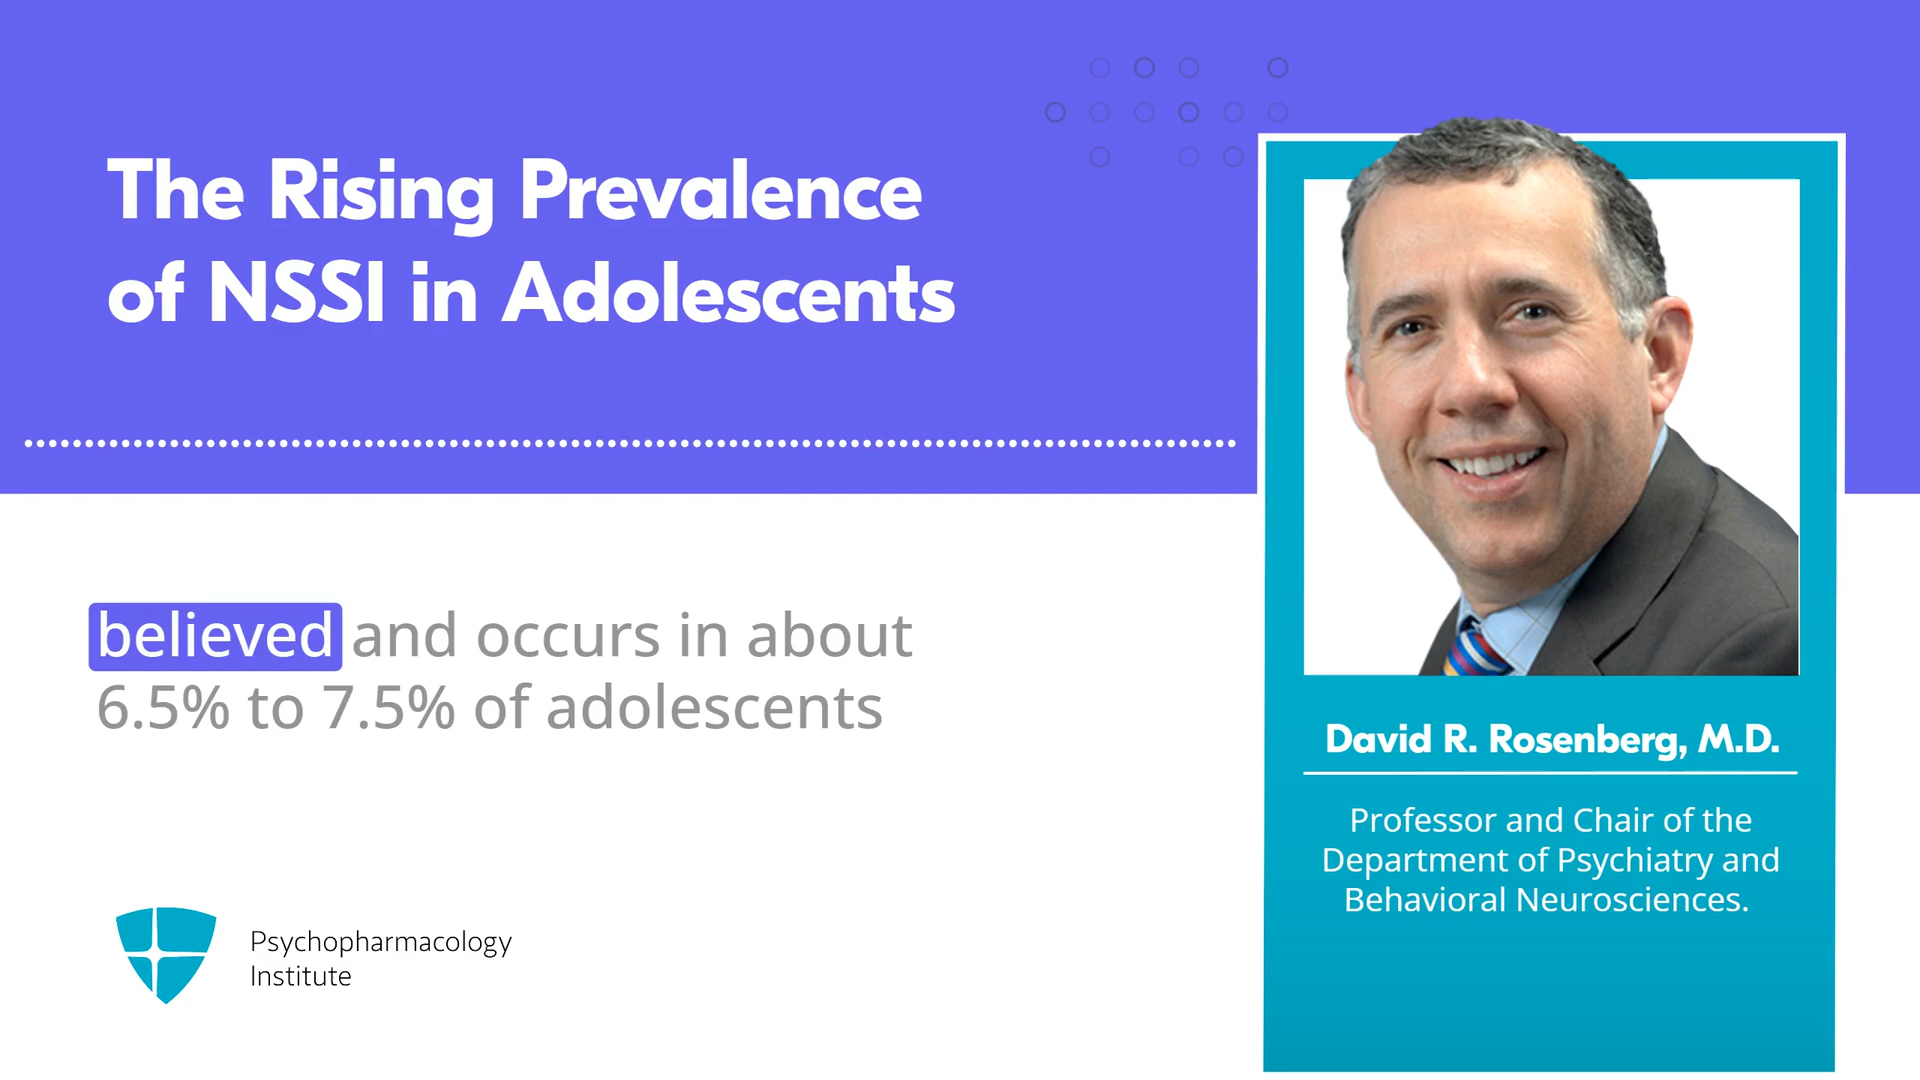 The Rising Prevalence
of NSSI in Adolescents
believed and occurs in about
6.5% to 7.5% of adolescents
Psychopharmacology
Institute
David R. Rosenberg, M.D.
Professor and Chair of the
Department of Psychiatry and
Behavioral Neurosciences.